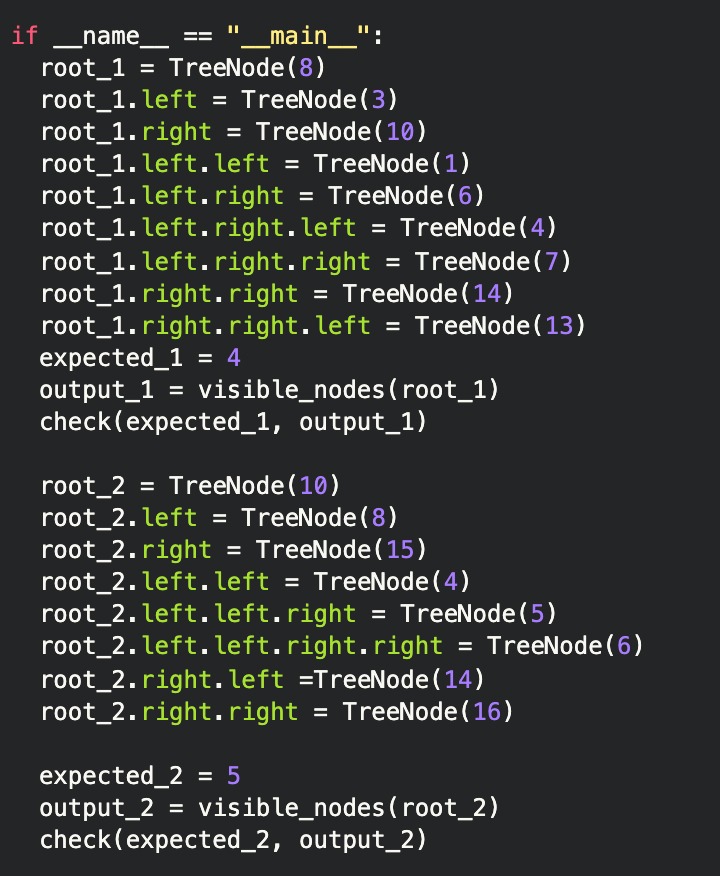 if __name__ == "__main__":
  root_1 = TreeNode(8)
  root_1.left = TreeNode(3)
  root_1.right = TreeNode(10)
  root_1.left.left = TreeNode(1)
  root_1.left.right = TreeNode(6)
  root_1.left.right.left = TreeNode(4)
  root_1.left.right.right = TreeNode(7)
  root_1.right.right = TreeNode(14)
  root_1.right.right.left = TreeNode(13)
  expected_1 = 4
  output_1 = visible_nodes(root_1)
  check(expected_1, output_1)

  root_2 = TreeNode(10)
  root_2.left = TreeNode(8)
  root_2.right = TreeNode(15)
  root_2.left.left = TreeNode(4)
  root_2.left.left.right = TreeNode(5)
  root_2.left.left.right.right = TreeNode(6)
  root_2.right.left =TreeNode(14)
  root_2.right.right = TreeNode(16)

  expected_2 = 5
  output_2 = visible_nodes(root_2)
  check(expected_2, output_2)